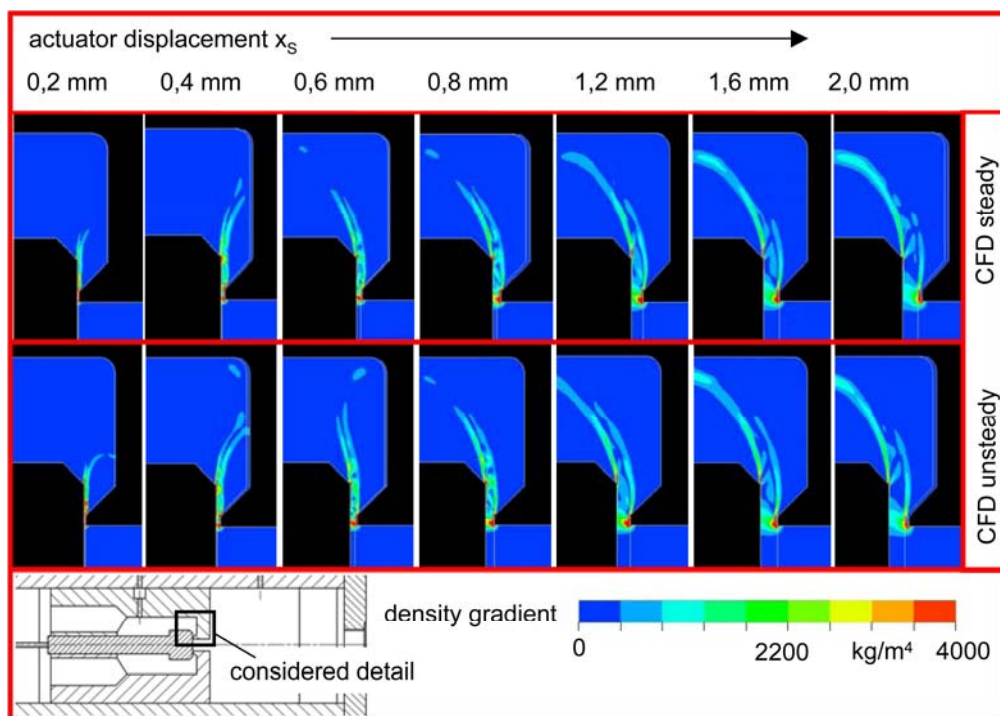 actuator displacement xₛ
0,2 mm 0,4 mm 0,6 mm 0,8 mm 1,2 mm 1,6 mm 2,0 mm
CFD steady
CFD unsteady
density gradient
0 2200 kg/m⁴ 4000
considered detail